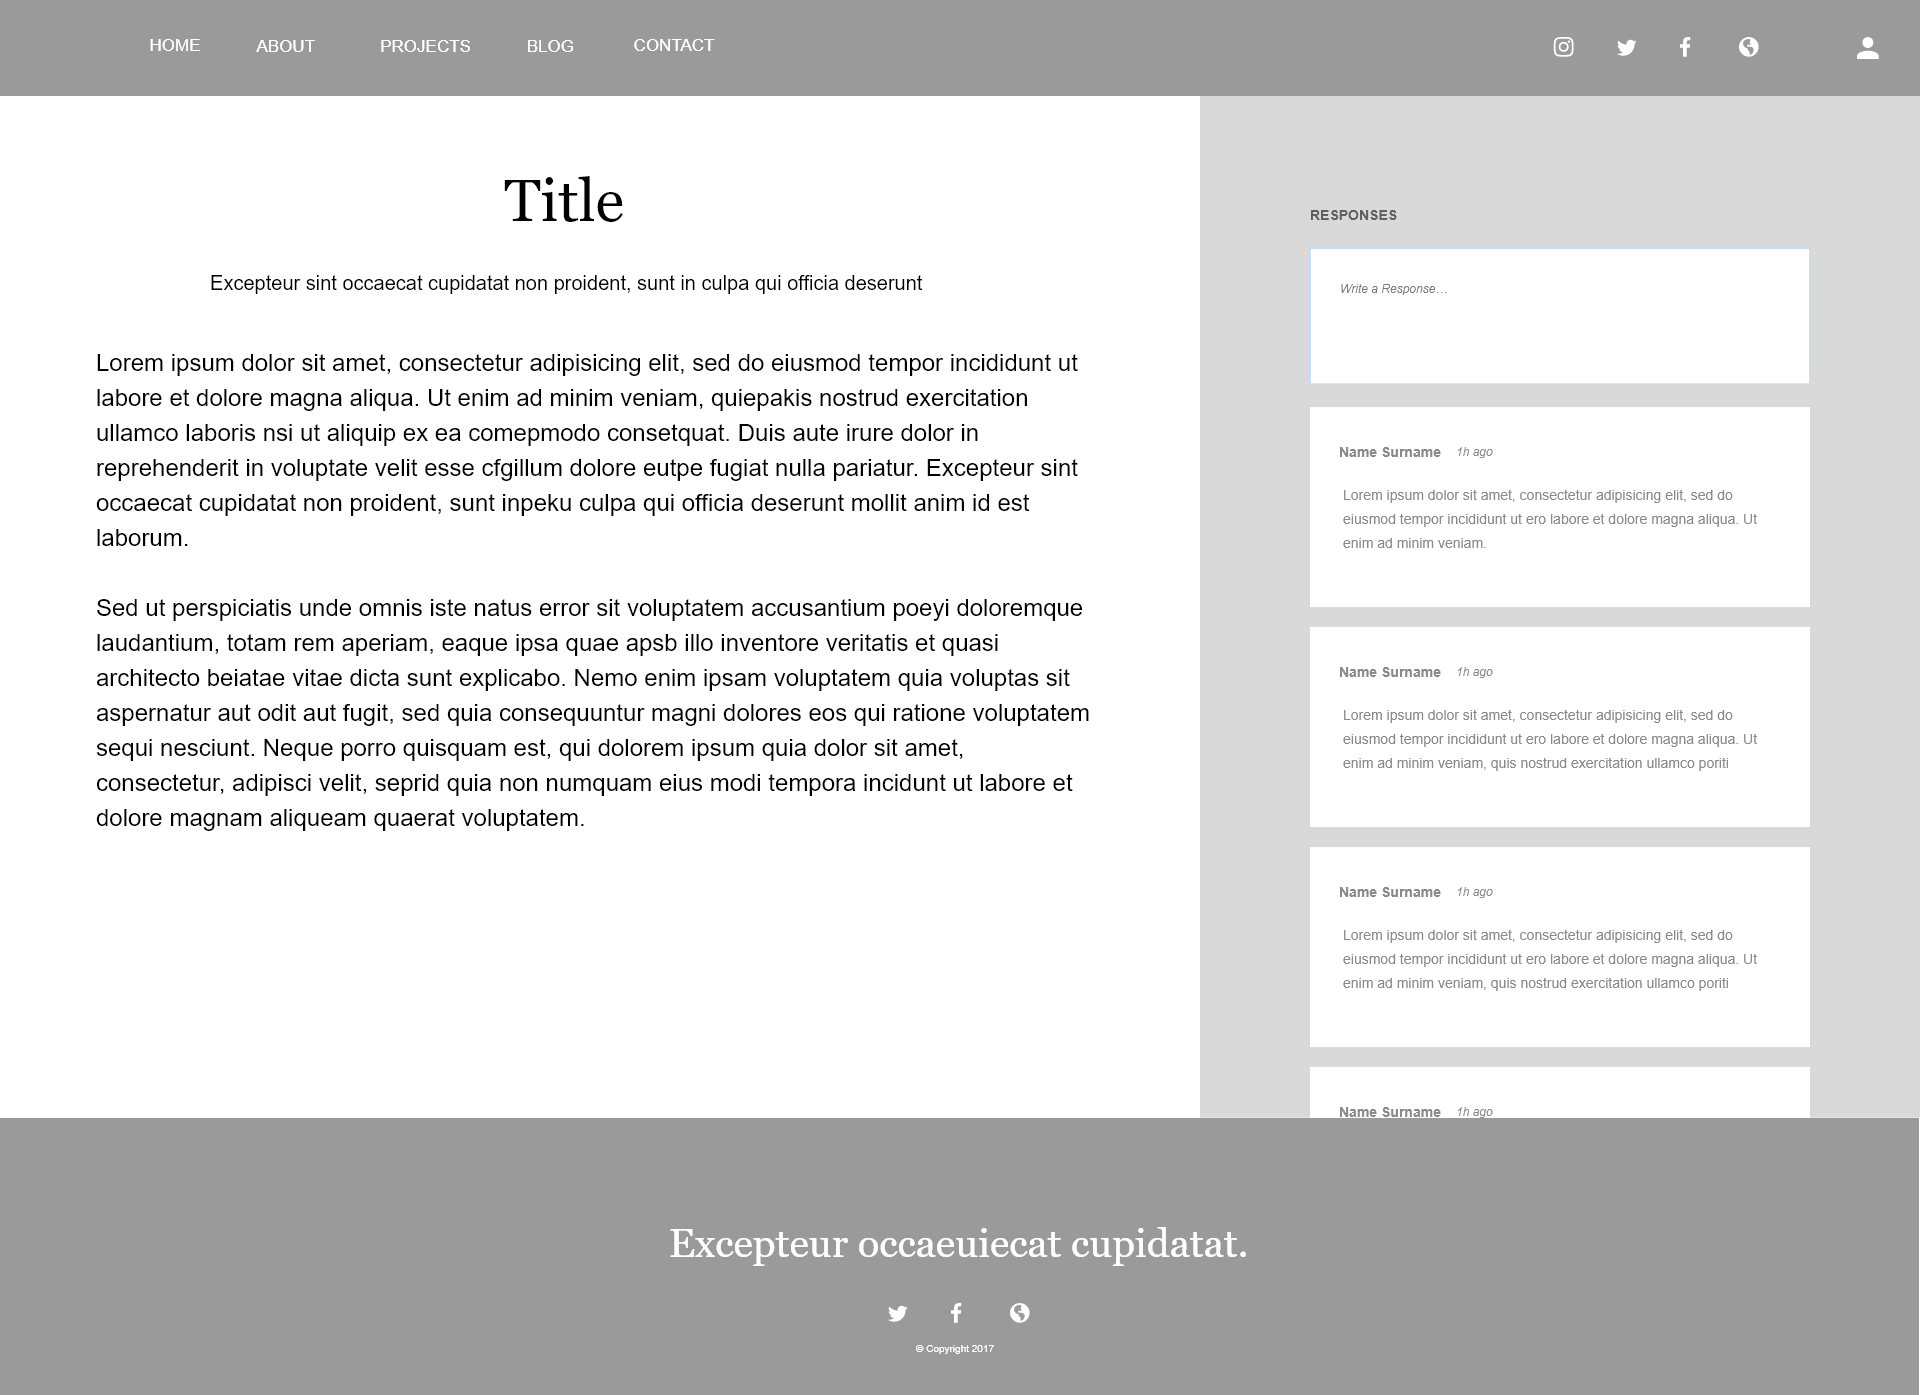 HOME ABOUT PROJECTS BLOG CONTACT
Title
Excepteur sint occaecat cupidatat non proident, sunt in culpa qui officia deserunt
Lorem ipsum dolor sit amet, consectetur adipisicing elit, sed do eiusmod tempor incididunt ut
labore et dolore magna aliqua. Ut enim ad minim veniam, quiepakis nostrud exercitation
ullamco laboris nsi ut aliquip ex ea comepmodo consetquat. Duis aute irure dolor in
reprehenderit in voluptate velit esse cfgillum dolore eutpe fugiat nulla pariatur. Excepteur sint
occaecat cupidatat non proident, sunt inpeku culpa qui officia deserunt mollit anim id est
laborum.
Sed ut perspiciatis unde omnis iste natus error sit voluptatem accusantium poeyi doloremque
laudantium, totam rem aperiam, eaque ipsa quae apsb illo inventore veritatis et quasi
architecto beiatae vitae dicta sunt explicabo. Nemo enim ipsam voluptatem quia voluptas sit
aspernatur aut odit aut fugit, sed quia consequuntur magni dolores eos qui ratione voluptatem
sequi nesciunt. Neque porro quisquam est, qui dolorem ipsum quia dolor sit amet,
consectetur, adipisci velit, seprid quia non numquam eius modi tempora incidunt ut labore et
dolore magnam aliqueam quaerat voluptatem.
RESPONSES
Write a Response…
Name Surname 1h ago
Lorem ipsum dolor sit amet, consectetur adipisicing elit, sed do
eiusmod tempor incididunt ut ero labore et dolore magna aliqua. Ut
enim ad minim veniam.
Name Surname 1h ago
Lorem ipsum dolor sit amet, consectetur adipisicing elit, sed do
eiusmod tempor incididunt ut ero labore et dolore magna aliqua. Ut
enim ad minim veniam, quis nostrud exercitation ullamco poriti
Name Surname 1h ago
Lorem ipsum dolor sit amet, consectetur adipisicing elit, sed do
eiusmod tempor incididunt ut ero labore et dolore magna aliqua. Ut
enim ad minim veniam, quis nostrud exercitation ullamco poriti
Name Surname 1h ago
Excepteur occaeuiecat cupidatat.
© Copyright 2017